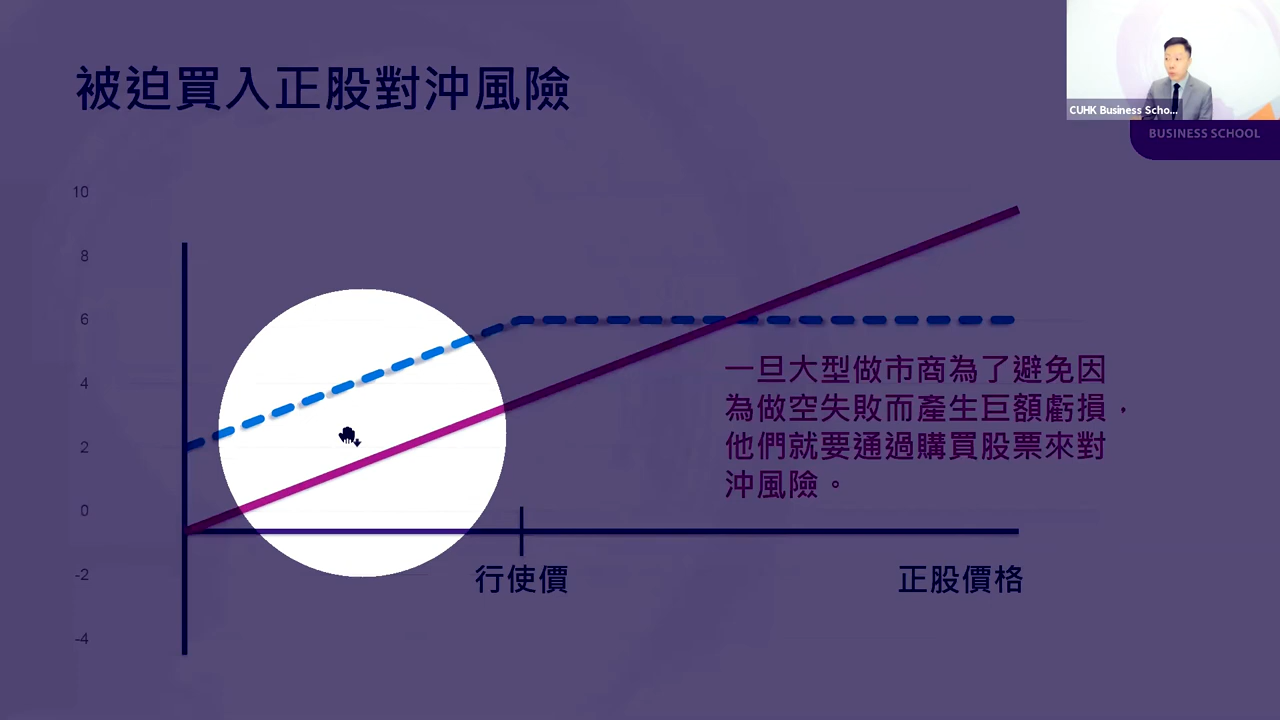 被迫買入正股對沖風險
CUHK Business Scho...
BUSINESS SCHOOL
10
8
6
4
2
0
-2
-4
一旦大型做市商為了避免因
為做空失敗而產生巨額虧損，
他們就要通過購買股票來對
沖風險。
行使價
正股價格